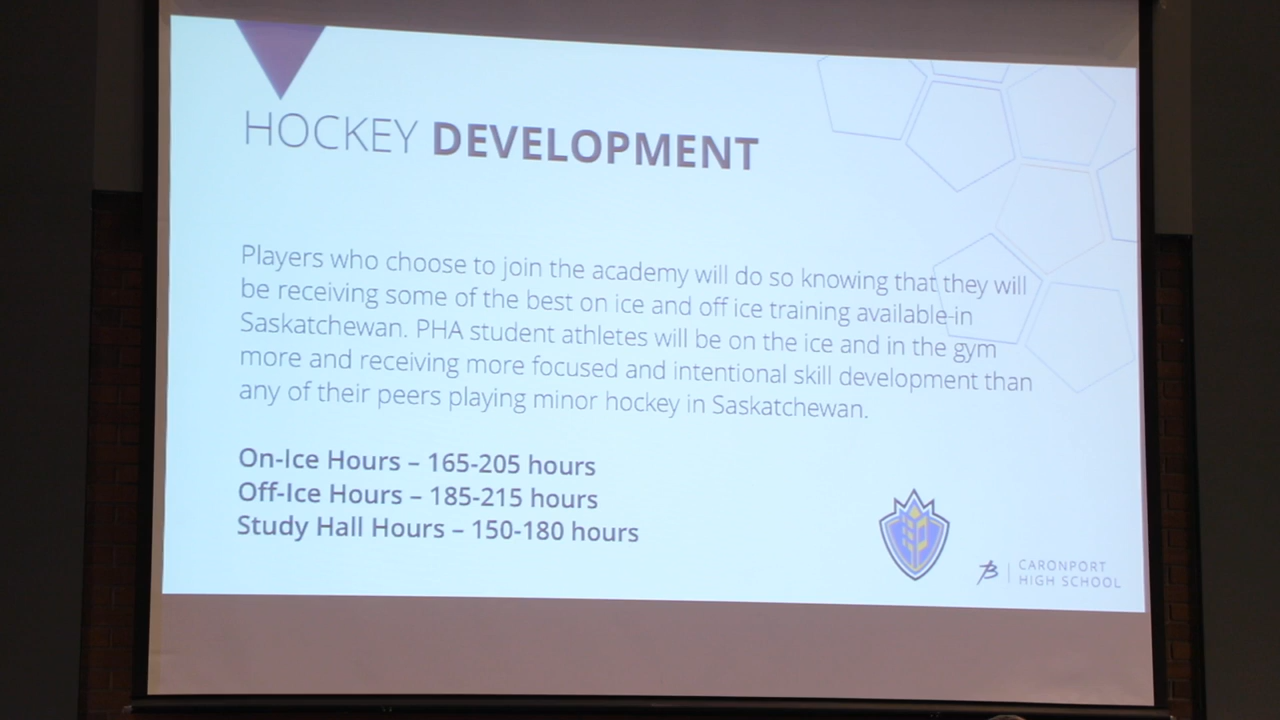 HOCKEY DEVELOPMENT
Players who choose to join the academy will do so knowing that they will
be receiving some of the best on ice and off ice training available in
Saskatchewan. PHA student athletes will be on the ice and in the gym
more and receiving more focused and intentional skill development than
any of their peers playing minor hockey in Saskatchewan.
On-Ice Hours – 165-205 hours
Off-Ice Hours – 185-215 hours
Study Hall Hours – 150-180 hours
CARONPORT
HIGH SCHOOL